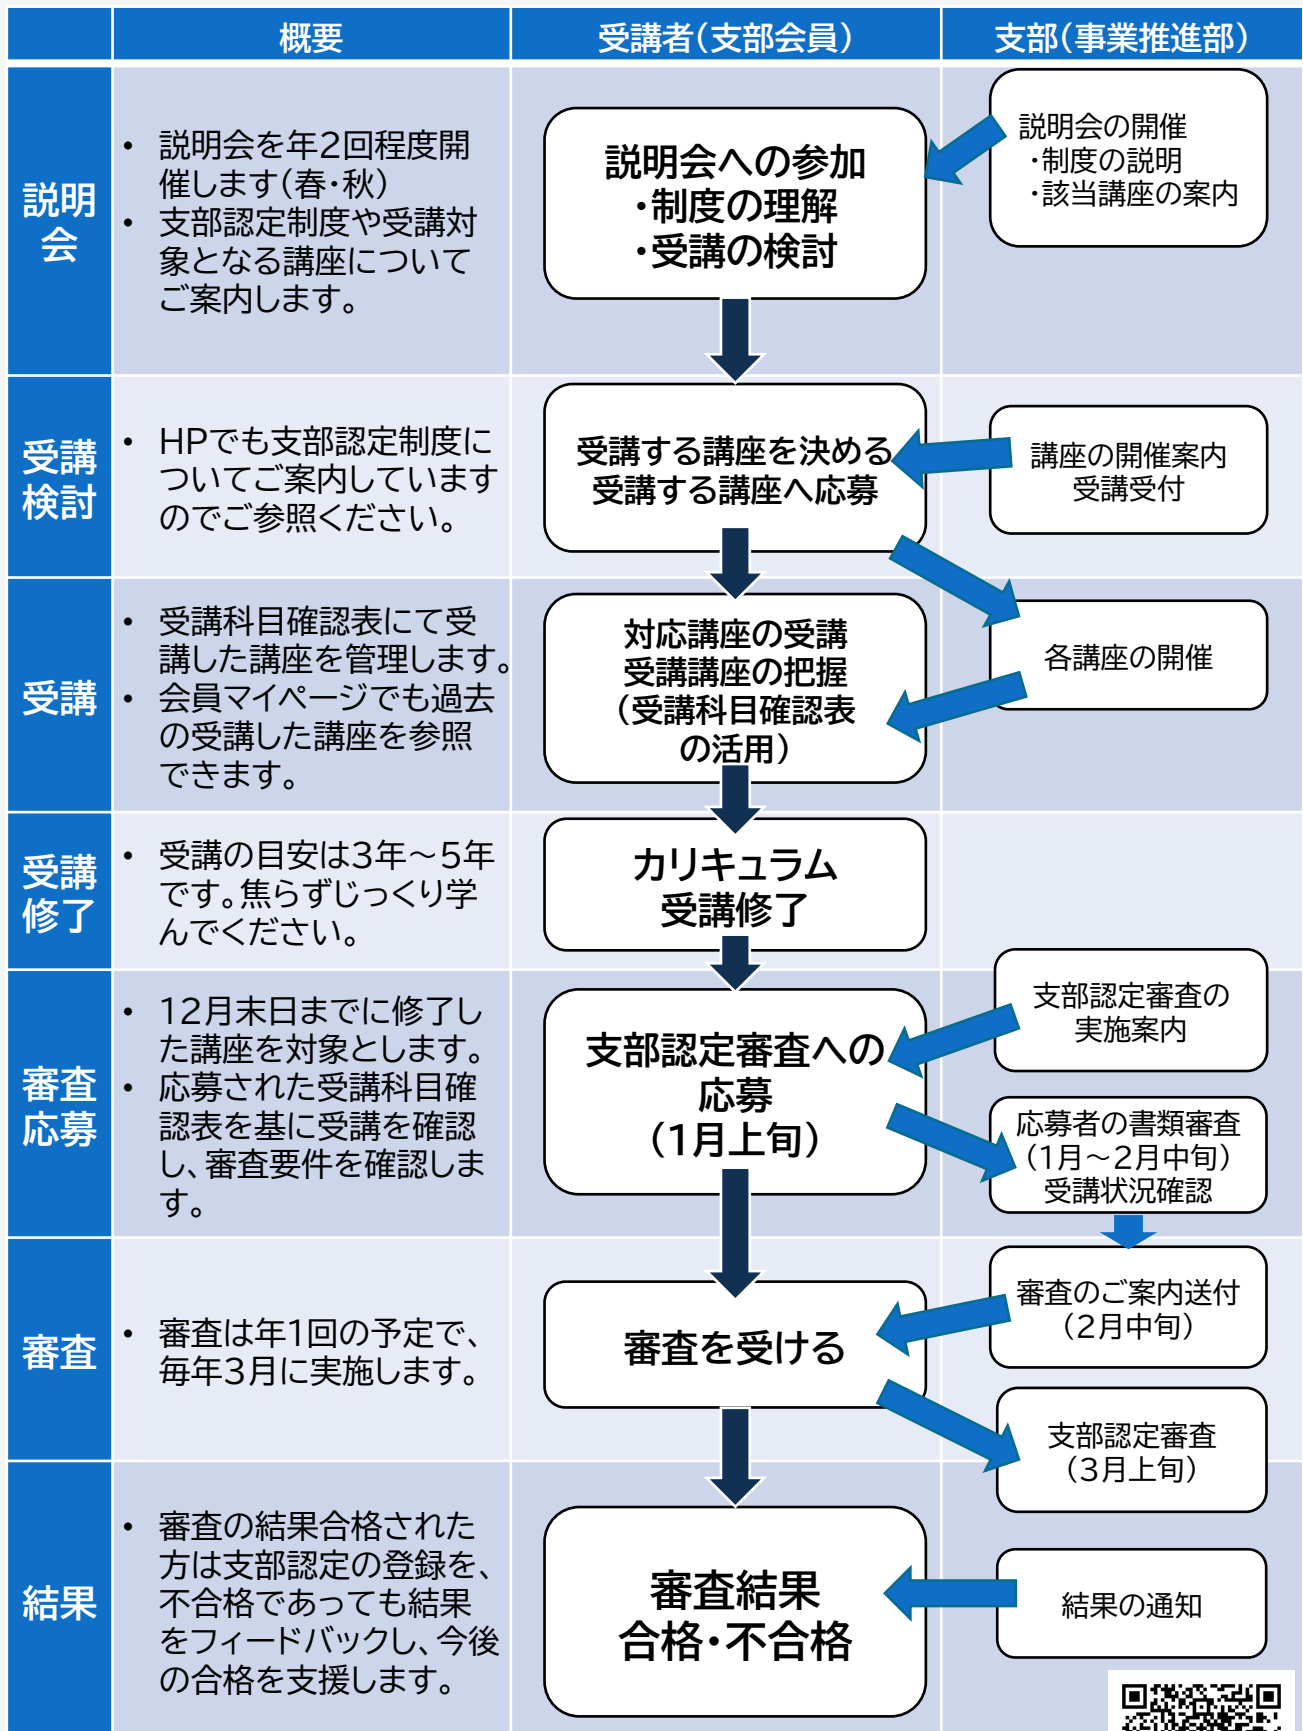 概要
受講者(支部会員)
支部(事業推進部)
説明
会
• 説明会を年2回程度開
催します(春・秋)
• 支部認定制度や受講対
象となる講座について
ご案内します。
説明会への参加
・制度の理解
・受講の検討
説明会の開催
・制度の説明
・該当講座の案内
受講
検討
• HPでも支部認定制度に
ついてご案内しています
のでご参照ください。
受講する講座を決める
受講する講座へ応募
講座の開催案内
受講受付
受講
• 受講科目確認表にて受
講した講座を管理します。
• 会員マイページでも過去
の受講した講座を参照
できます。
対応講座の受講
受講講座の把握
(受講科目確認表
の活用)
各講座の開催
受講
修了
• 受講の目安は3年～5年
です。焦らずじっくり学
んでください。
カリキュラム
受講修了
審査
応募
• 12月末日までに修了し
た講座を対象とします。
• 応募された受講科目確
認表を基に受講を確認
し、審査要件を確認しま
す。
支部認定審査への
応募
(1月上旬)
支部認定審査の
実施案内
応募者の書類審査
(1月～2月中旬)
受講状況確認
審査
• 審査は年1回の予定で、
毎年3月に実施します。
審査を受ける
審査のご案内送付
(2月中旬)
支部認定審査
(3月上旬)
結果
• 審査の結果合格された
方は支部認定の登録を、
不合格であっても結果
をフィードバックし、今後
の合格を支援します。
審査結果
合格・不合格
結果の通知